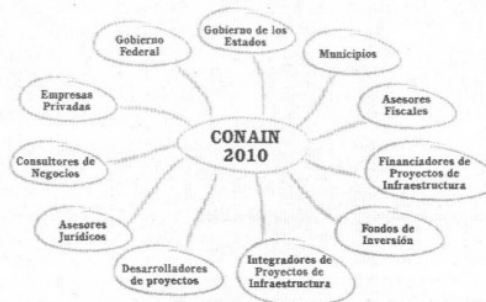 Gobierno
Federal
Gobierno de los
Estados
Municipios
Empresas
Privadas
Asesores
Fiscales
CONAIN
2010
Consultores de
Negocios
Financiadores de
Proyectos de
Infraestructura
Asesores
Jurídicos
Fondos de
Inversión
Desarrolladores
de proyectos
Integradores de
Proyectos de
Infraestructura